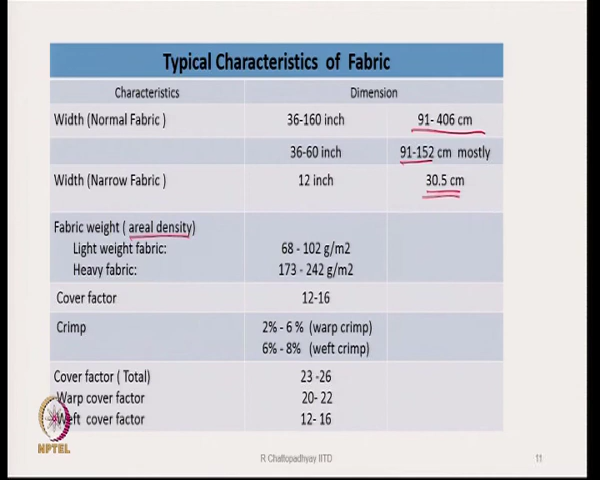 Typical Characteristics of Fabric
Characteristics Dimension
Width (Normal Fabric ) 36-160 inch 91- 406 cm
36-60 inch 91-152 cm mostly
Width (Narrow Fabric ) 12 inch 30.5 cm
Fabric weight ( areal density)
Light weight fabric: 68 - 102 g/m2
Heavy fabric: 173 - 242 g/m2
Cover factor 12-16
Crimp 2% - 6 % (warp crimp)
6% - 8% (weft crimp)
Cover factor ( Total) 23 -26
Warp cover factor 20- 22
Weft cover factor 12- 16
NPTEL
R Chattopadhyay IITD 11